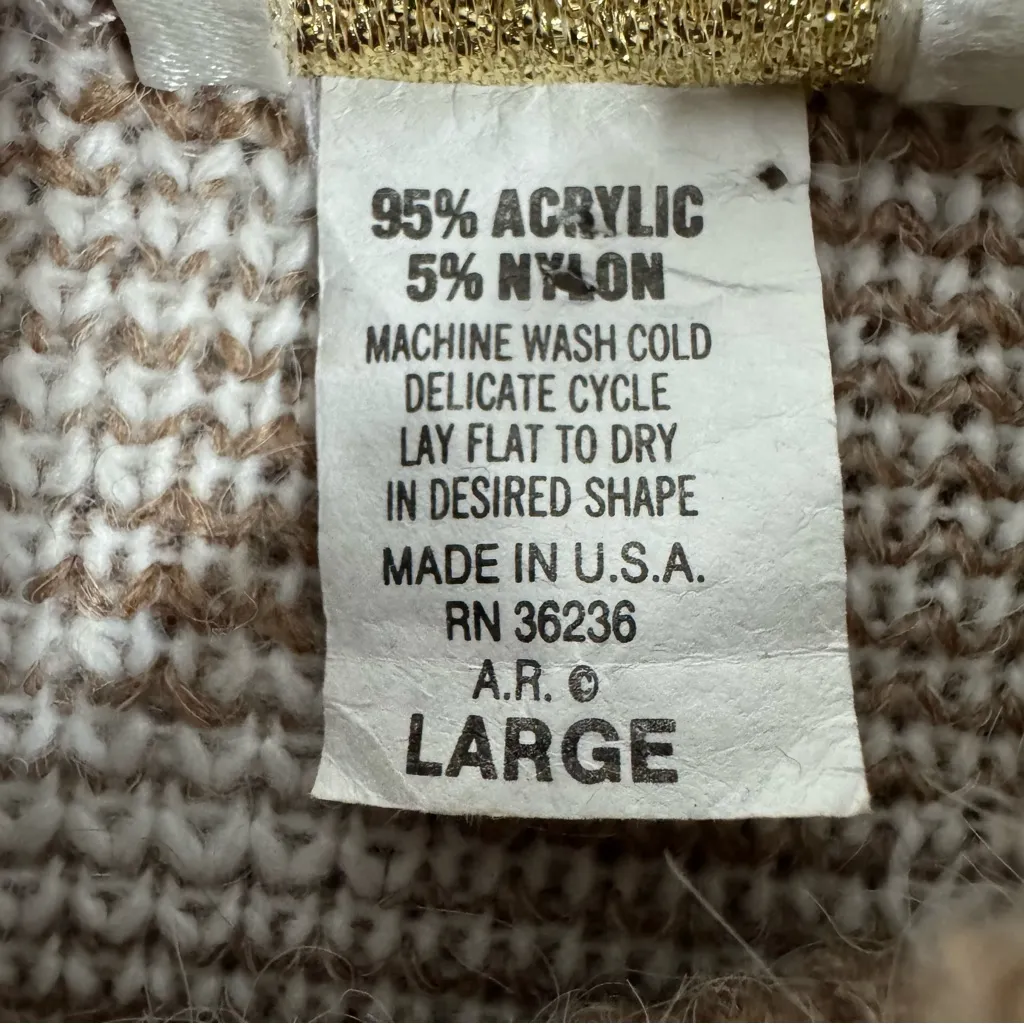 95% ACRYLIC
5% NYLON
MACHINE WASH COLD
DELICATE CYCLE
LAY FLAT TO DRY
IN DESIRED SHAPE
MADE IN U.S.A.
RN 36236
A.R. ©
LARGE